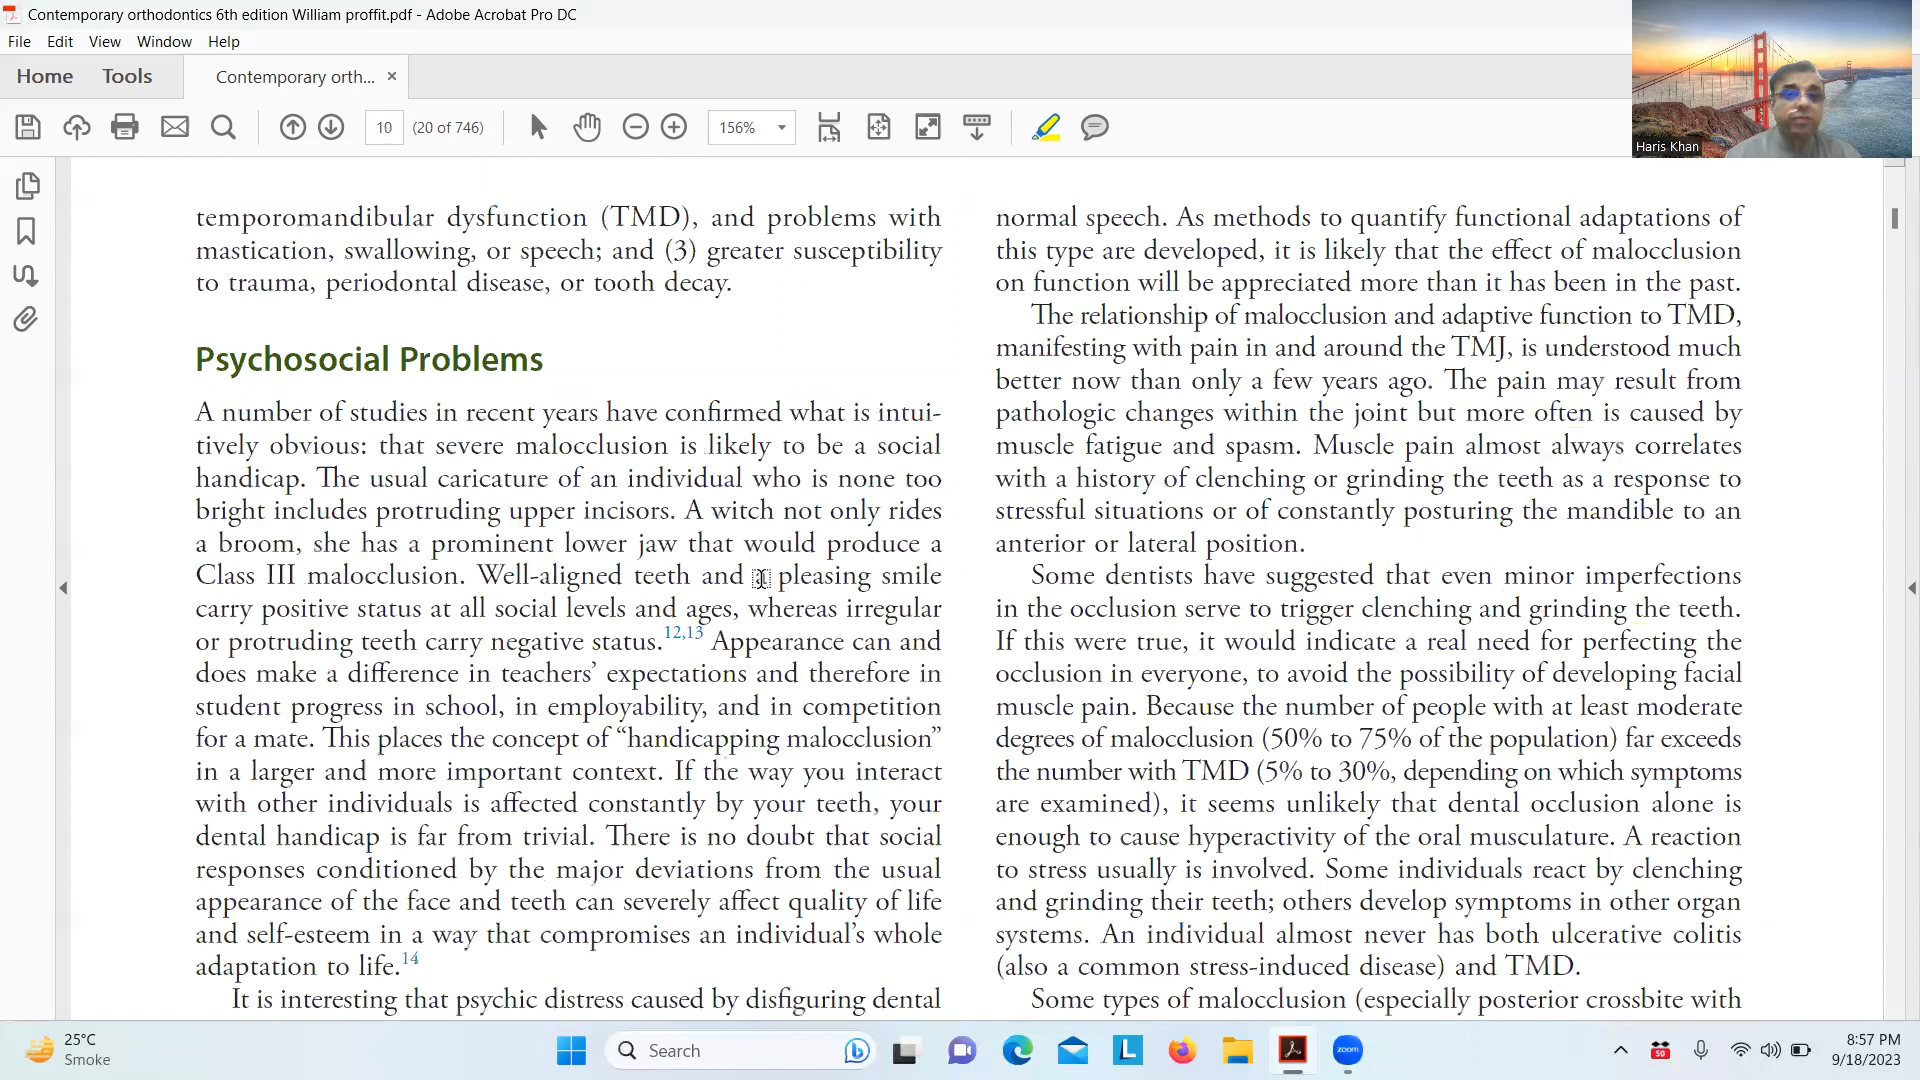 Contemporary orthodontics 6th edition William proffit.pdf - Adobe Acrobat Pro DC
File Edit View Window Help
Home Tools Contemporary orth... ×
10 (20 of 746) 156%
Haris Khan
temporomandibular dysfunction (TMD), and problems with
mastication, swallowing, or speech; and (3) greater susceptibility
to trauma, periodontal disease, or tooth decay.
Psychosocial Problems
A number of studies in recent years have confirmed what is intui-
tively obvious: that severe malocclusion is likely to be a social
handicap. The usual caricature of an individual who is none too
bright includes protruding upper incisors. A witch not only rides
a broom, she has a prominent lower jaw that would produce a
Class III malocclusion. Well-aligned teeth and a pleasing smile
carry positive status at all social levels and ages, whereas irregular
or protruding teeth carry negative status.12,13 Appearance can and
does make a difference in teachers’ expectations and therefore in
student progress in school, in employability, and in competition
for a mate. This places the concept of “handicapping malocclusion”
in a larger and more important context. If the way you interact
with other individuals is affected constantly by your teeth, your
dental handicap is far from trivial. There is no doubt that social
responses conditioned by the major deviations from the usual
appearance of the face and teeth can severely affect quality of life
and self-esteem in a way that compromises an individual’s whole
adaptation to life.14
It is interesting that psychic distress caused by disfiguring dental
normal speech. As methods to quantify functional adaptations of
this type are developed, it is likely that the effect of malocclusion
on function will be appreciated more than it has been in the past.
The relationship of malocclusion and adaptive function to TMD,
manifesting with pain in and around the TMJ, is understood much
better now than only a few years ago. The pain may result from
pathologic changes within the joint but more often is caused by
muscle fatigue and spasm. Muscle pain almost always correlates
with a history of clenching or grinding the teeth as a response to
stressful situations or of constantly posturing the mandible to an
anterior or lateral position.
Some dentists have suggested that even minor imperfections
in the occlusion serve to trigger clenching and grinding the teeth.
If this were true, it would indicate a real need for perfecting the
occlusion in everyone, to avoid the possibility of developing facial
muscle pain. Because the number of people with at least moderate
degrees of malocclusion (50% to 75% of the population) far exceeds
the number with TMD (5% to 30%, depending on which symptoms
are examined), it seems unlikely that dental occlusion alone is
enough to cause hyperactivity of the oral musculature. A reaction
to stress usually is involved. Some individuals react by clenching
and grinding their teeth; others develop symptoms in other organ
systems. An individual almost never has both ulcerative colitis
(also a common stress-induced disease) and TMD.
Some types of malocclusion (especially posterior crossbite with
25°C
Smoke
Search
L
zoom
50
8:57 PM
9/18/2023